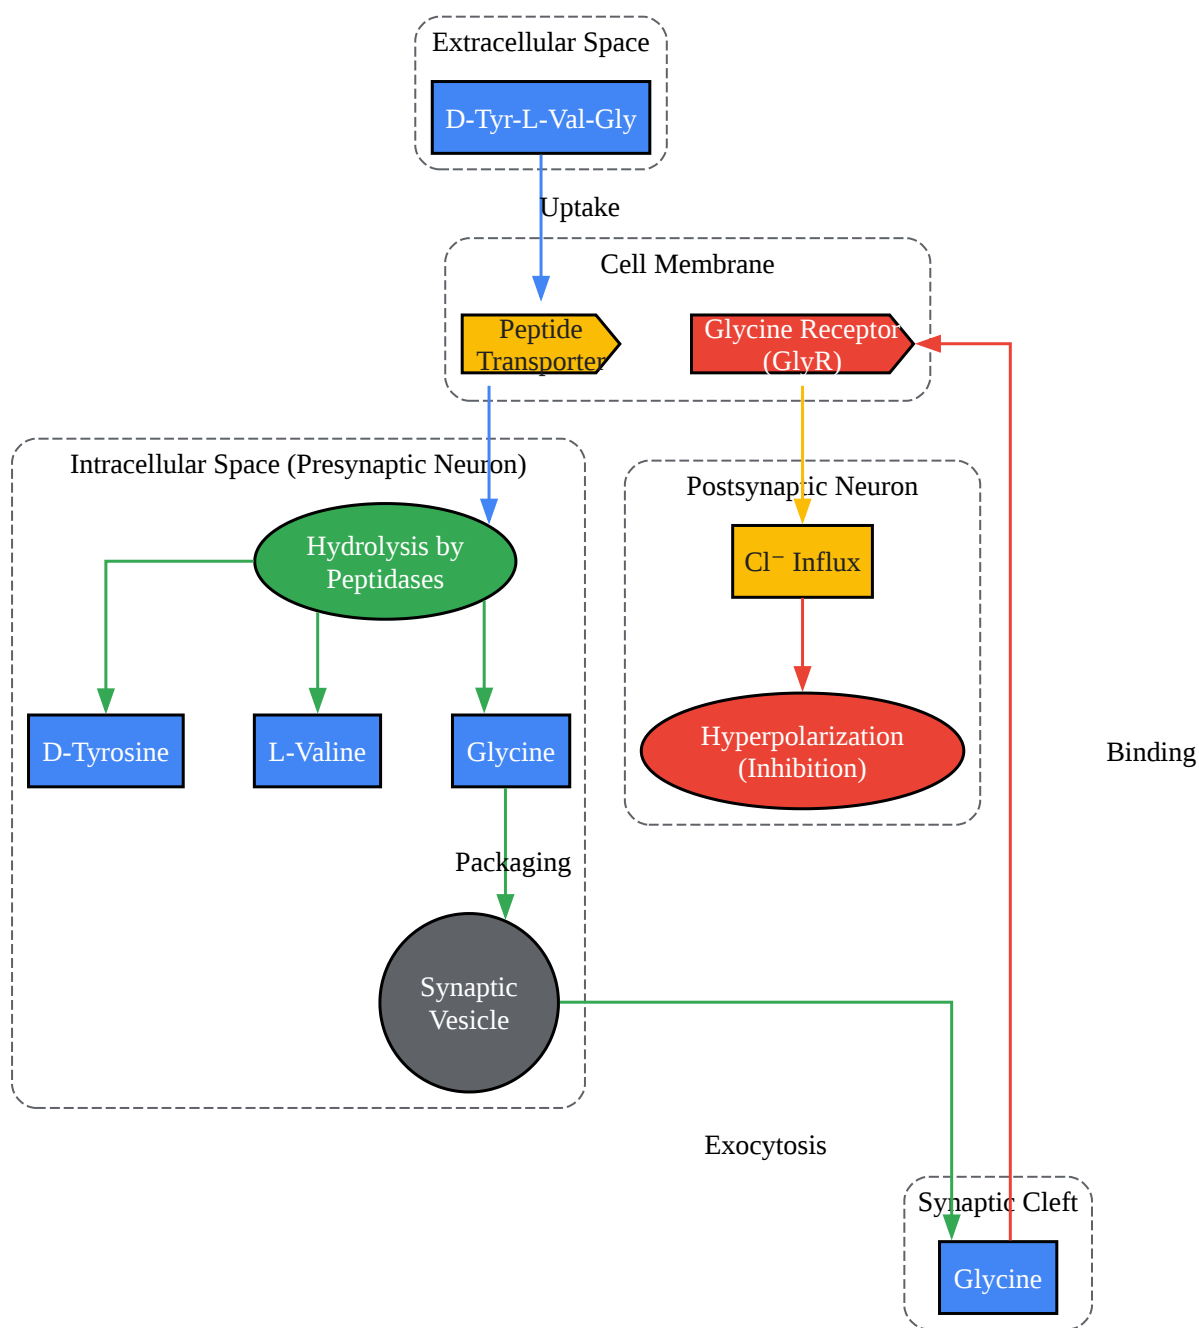 Extracellular Space
D-Tyr-L-Val-Gly
Uptake
Cell Membrane
Peptide
Transporter
Glycine Receptor
(GlyR)
Intracellular Space (Presynaptic Neuron)
Hydrolysis by
Peptidases
Postsynaptic Neuron
Cl⁻ Influx
D-Tyrosine
L-Valine
Glycine
Hyperpolarization
(Inhibition)
Binding
Packaging
Synaptic
Vesicle
Exocytosis
Synaptic Cleft
Glycine